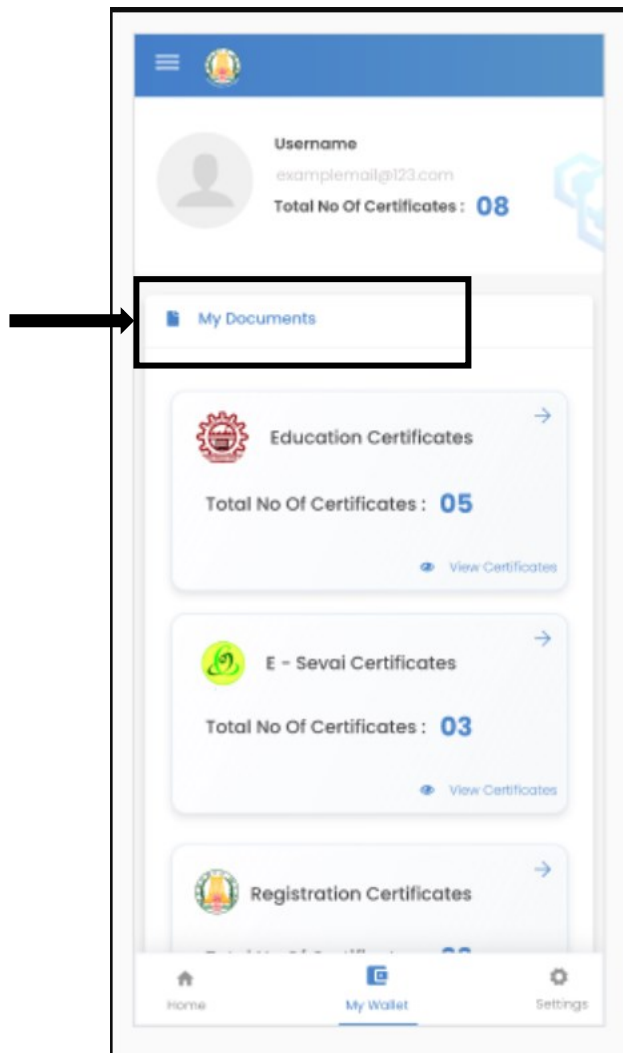 Username
examplemail@123.com
Total No Of Certificates : 08
My Documents
Education Certificates
Total No Of Certificates : 05
View Certificates
E - Sevai Certificates
Total No Of Certificates : 03
View Certificates
Registration Certificates
Home
My Wallet
Settings